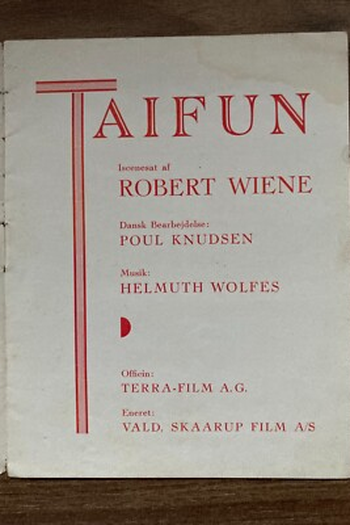 TAIFUN
Iscenesat af
ROBERT WIENE
Dansk Bearbejdelse:
POUL KNUDSEN
Musik:
HELMUTH WOLFES
Officin:
TERRA-FILM A.G.
Eneret:
VALD. SKAARUP FILM A/S